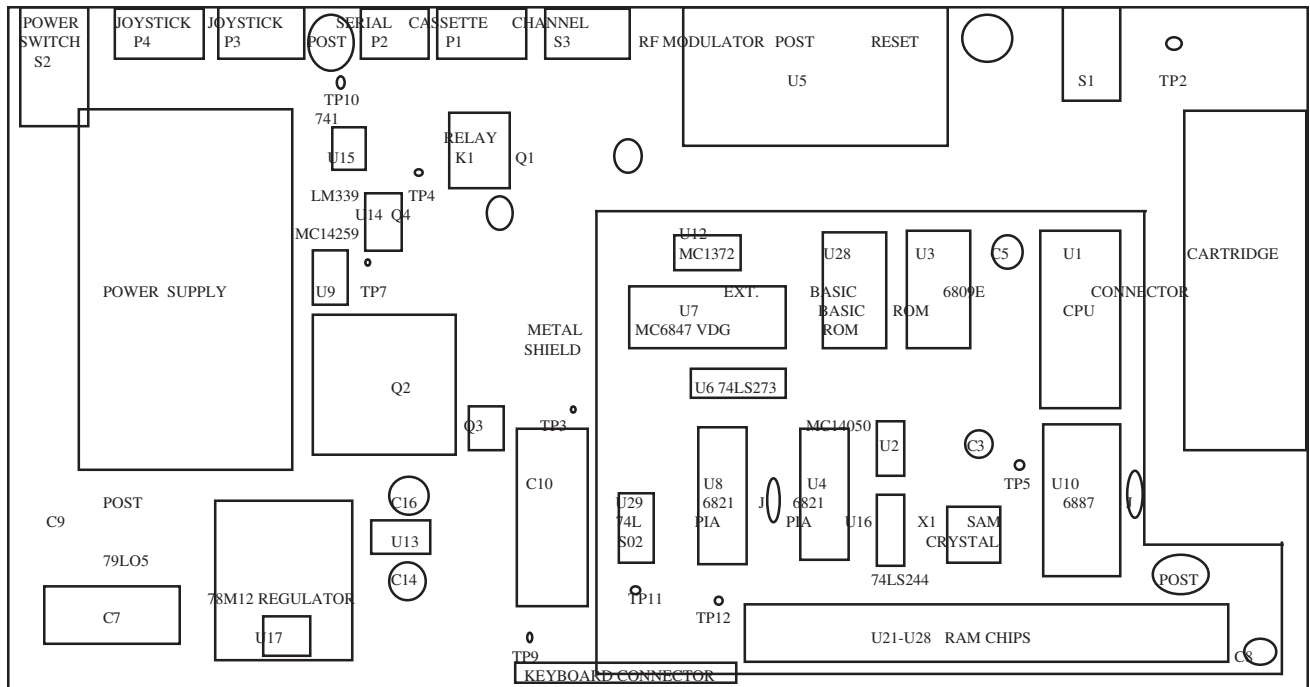 POWER JOYSTICK JOYSTICK SERIAL CASSETTE CHANNEL
SWITCH P4 P3 POST P2 P1 S3 RF MODULATOR POST RESET
S2 U5 S1 TP2
TP10
741
RELAY
U15 K1 Q1
LM339 TP4
U14 Q4
MC14259 U12
MC1372 U28 U3 C5 U1 CARTRIDGE
POWER SUPPLY U9 TP7 EXT. BASIC 6809E CONNECTOR
U7 BASIC ROM CPU
METAL MC6847 VDG ROM
SHIELD
Q2 U6 74LS273
Q3 TP3 MC14050
U2 C3
C10 U8 U4 TP5 U10
POST C16 U29 6821 J 6821 6887 J
C9 74L PIA PIA U16 X1 SAM
U13 S02 CRYSTAL
79LO5
C14 74LS244 POST
78M12 REGULATOR TP11
C7 TP12
U17 U21-U28 RAM CHIPS
TP9 C8
KEYBOARD CONNECTOR